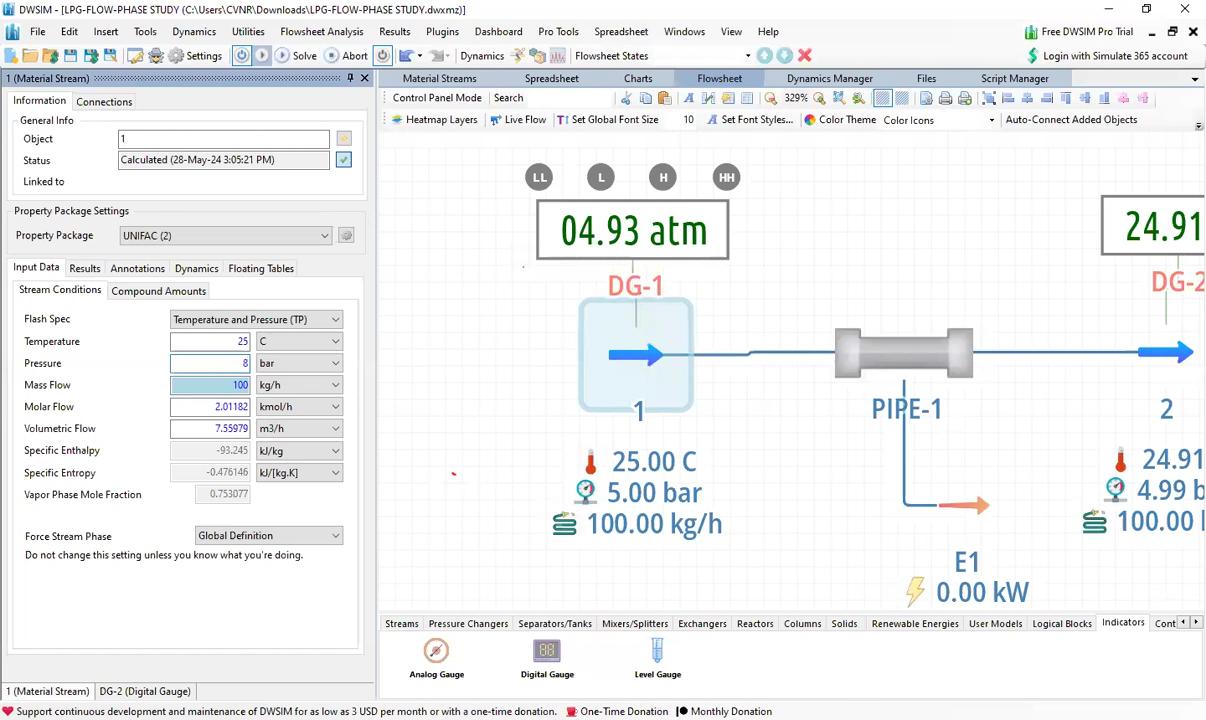 DWSIM - [LPG-FLOW-PHASE STUDY (C:\Users\CVNR\Downloads\LPG-FLOW-PHASE STUDY.dwxmz)]
File Edit Insert Tools Dynamics Utilities Flowsheet Analysis Results Plugins Dashboard Pro Tools Spreadsheet Windows View Help Free DWSIM Pro Trial
Settings Solve Abort Dynamics Flowsheet States Login with Simulate 365 account
1 (Material Stream)
Material Streams Spreadsheet Charts Flowsheet Dynamics Manager Files Script Manager
Information Connections
Control Panel Mode Search 329%
General Info
Heatmap Layers Live Flow Set Global Font Size 10 Set Font Styles... Color Theme Color Icons Auto-Connect Added Objects
Object 1
Status Calculated (28-May-24 3:05:21 PM)
Linked to
Property Package Settings
Property Package UNIFAC (2)
Input Data Results Annotations Dynamics Floating Tables
Stream Conditions Compound Amounts
Flash Spec Temperature and Pressure (TP)
Temperature 25 C
Pressure 8 bar
Mass Flow 100 kg/h
Molar Flow 2.01182 kmol/h
Volumetric Flow 7.55979 m3/h
Specific Enthalpy -93.245 kJ/kg
Specific Entropy -0.476146 kJ/[kg.K]
Vapor Phase Mole Fraction 0.753077
Force Stream Phase Global Definition
Do not change this setting unless you know what you're doing.
LL L H HH
04.93 atm
24.91
DG-1
DG-2
1
PIPE-1
2
25.00 C
5.00 bar
100.00 kg/h
24.91
4.99 b
100.00
E1
0.00 kW
Streams Pressure Changers Separators/Tanks Mixers/Splitters Exchangers Reactors Columns Solids Renewable Energies User Models Logical Blocks Indicators Cont
Analog Gauge Digital Gauge Level Gauge
1 (Material Stream) DG-2 (Digital Gauge)
Support continuous development and maintenance of DWSIM for as low as 3 USD per month or with a one-time donation. One-Time Donation Monthly Donation